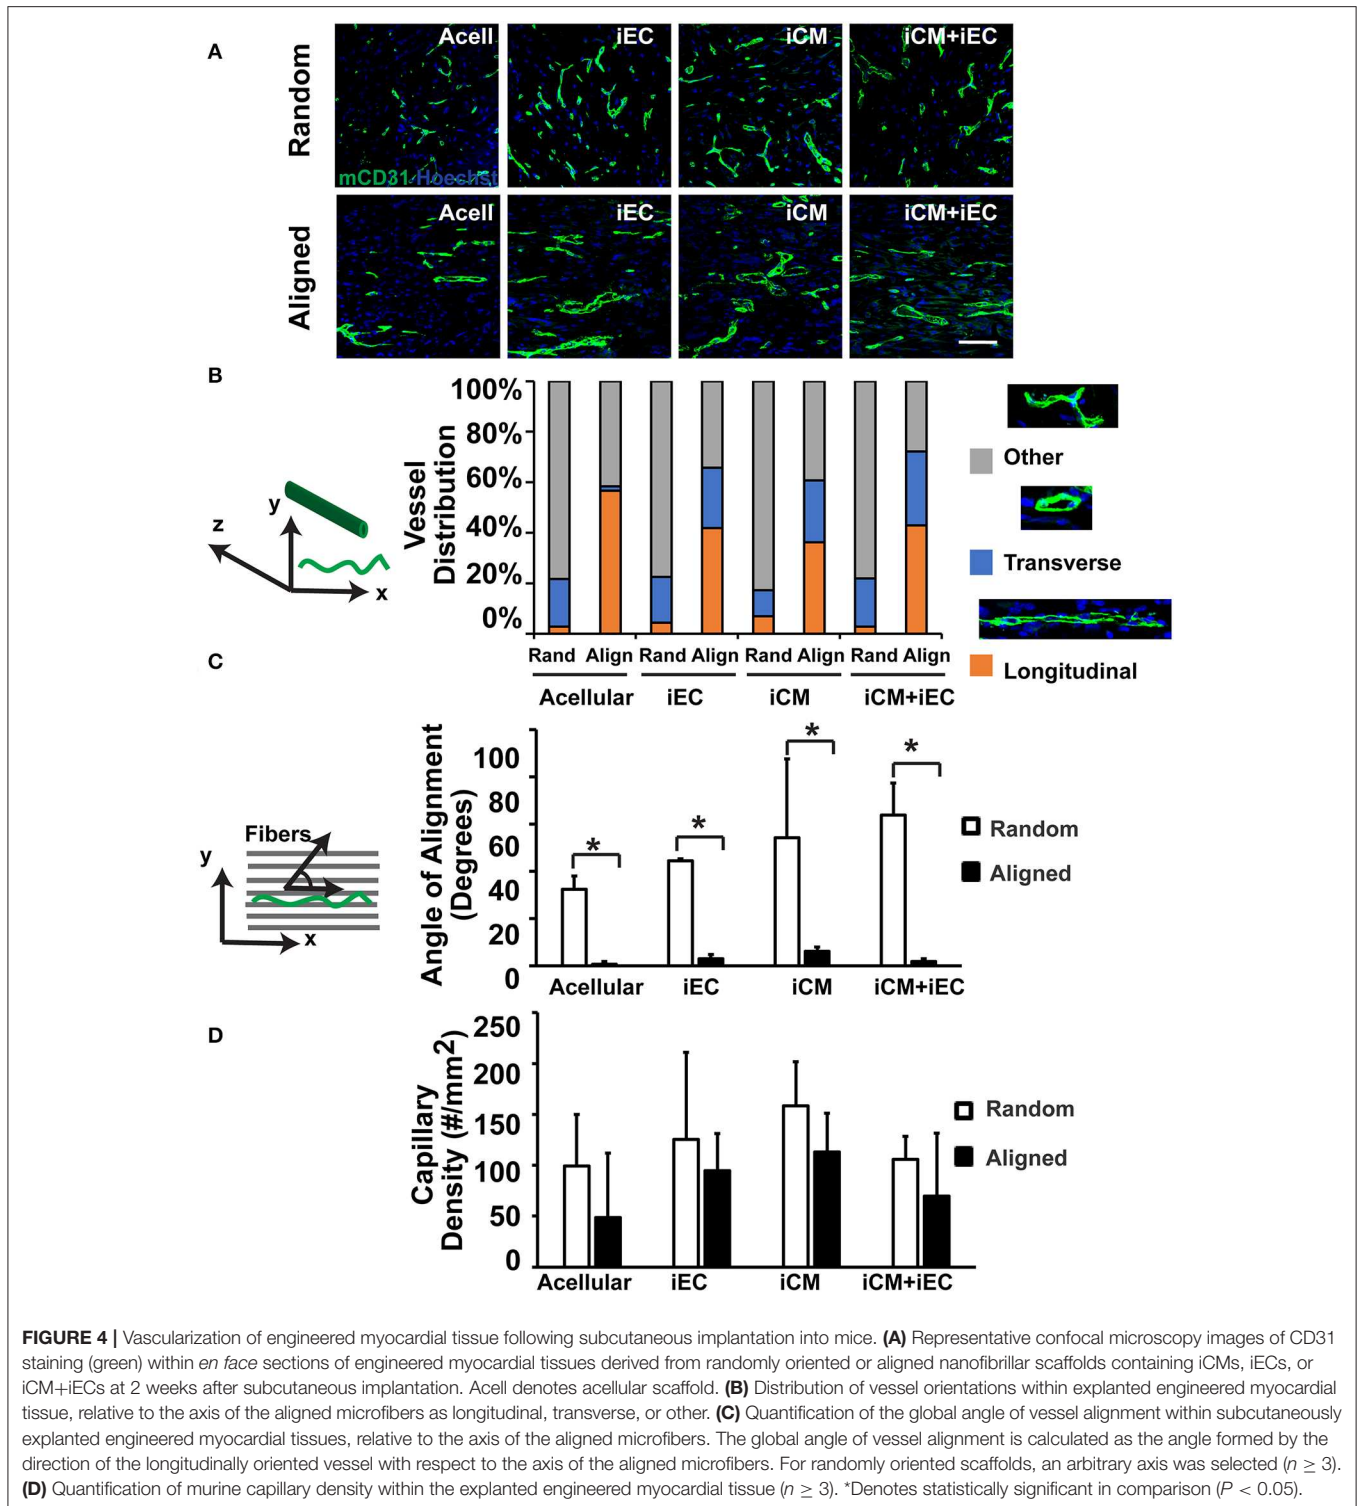 A
Random
Acell
iEC
iCM
iCM+iEC
mCD31 Hoechst
Aligned
Acell
iEC
iCM
iCM+iEC
B
y
z
x
Vessel
Distribution
100%
80%
60%
40%
20%
0%
Rand Align Rand Align Rand Align Rand Align
Acellular iEC iCM iCM+iEC
Other
Transverse
Longitudinal
C
Fibers
y
x
Angle of Alignment
(Degrees)
100
80
60
40
20
0
* * * *
Acellular iEC iCM iCM+iEC
Random
Aligned
D
Capillary
Density (#/mm2)
250
200
150
100
50
0
Acellular iEC iCM iCM+iEC
Random
Aligned
FIGURE 4 | Vascularization of engineered myocardial tissue following subcutaneous implantation into mice. (A) Representative confocal microscopy images of CD31
staining (green) within en face sections of engineered myocardial tissues derived from randomly oriented or aligned nanofibrillar scaffolds containing iCMs, iECs, or
iCM+iECs at 2 weeks after subcutaneous implantation. Acell denotes acellular scaffold. (B) Distribution of vessel orientations within explanted engineered myocardial
tissue, relative to the axis of the aligned microfibers as longitudinal, transverse, or other. (C) Quantification of the global angle of vessel alignment within subcutaneously
explanted engineered myocardial tissues, relative to the axis of the aligned microfibers. The global angle of vessel alignment is calculated as the angle formed by the
direction of the longitudinally oriented vessel with respect to the axis of the aligned microfibers. For randomly oriented scaffolds, an arbitrary axis was selected (n ≥ 3).
(D) Quantification of murine capillary density within the explanted engineered myocardial tissue (n ≥ 3). *Denotes statistically significant in comparison (P < 0.05).